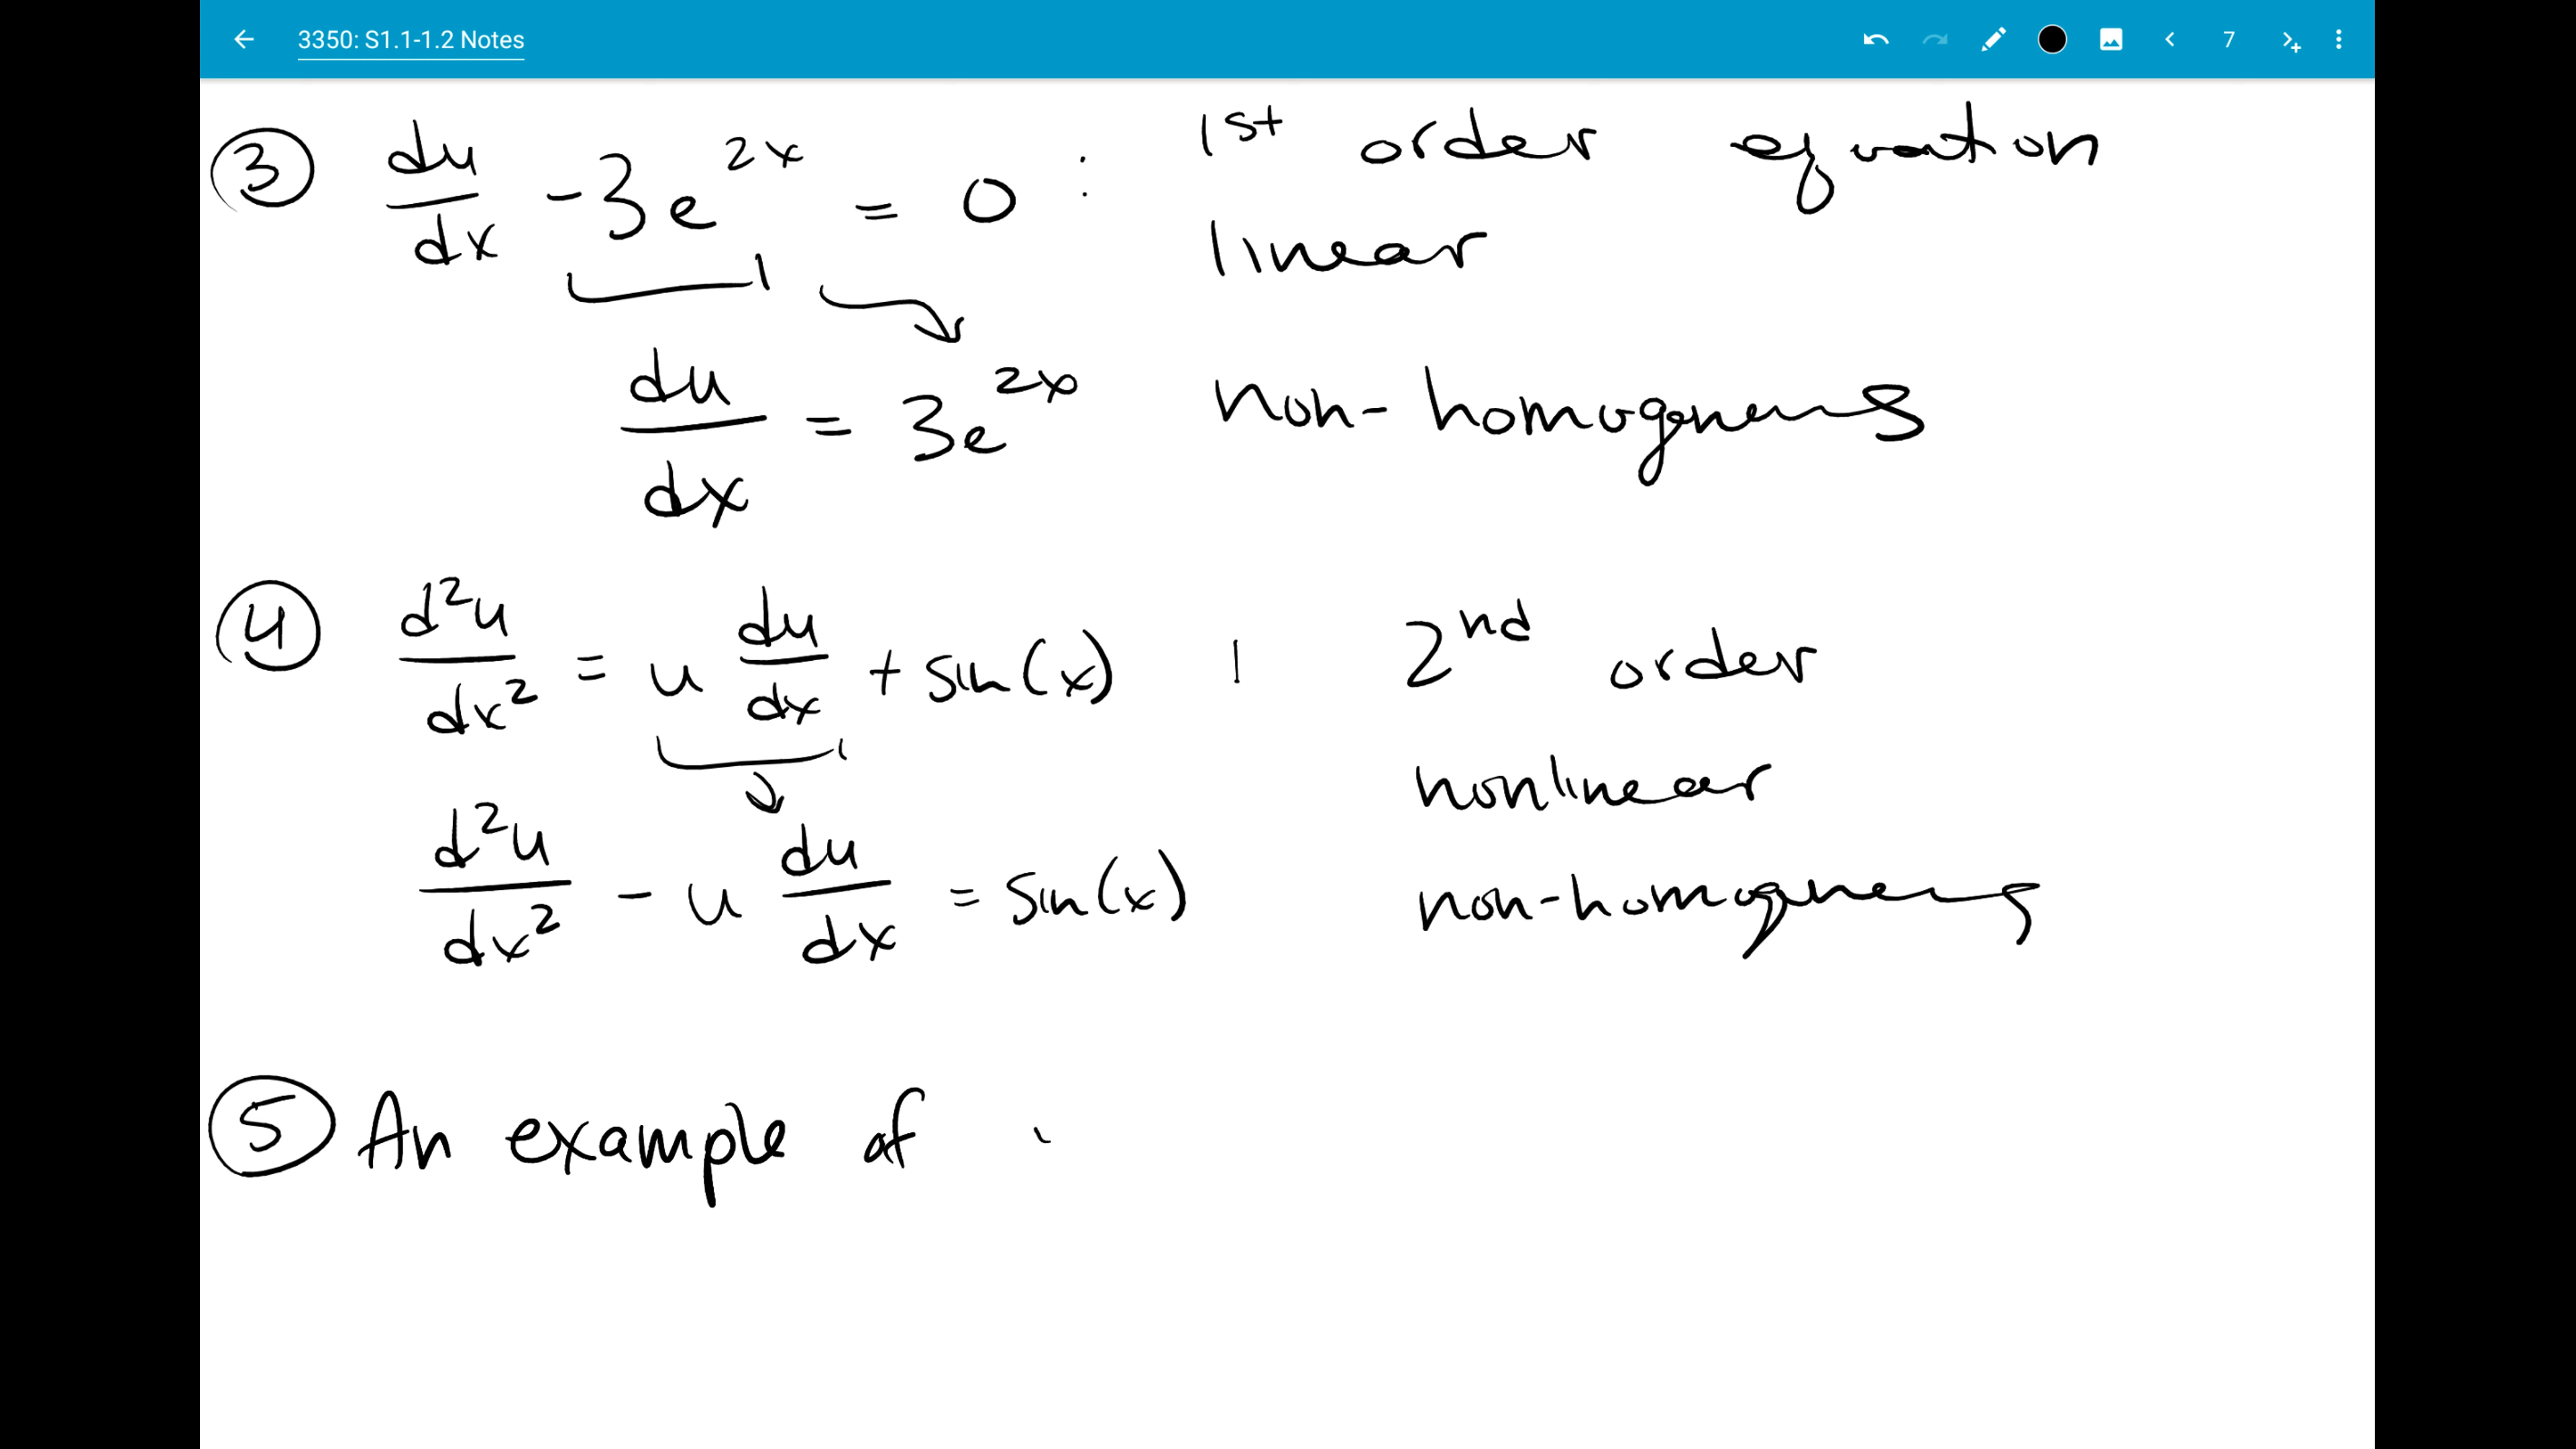 3350: S1.1-1.2 Notes 7
③ du/dx - 3e^{2x} = 0 : 1st order equation
linear
du/dx = 3e^{2x} non-homogeneous
④ d²u/dx² = u du/dx + sin(x) | 2nd order
nonlinear
d²u/dx² - u du/dx = sin(x) non-homogeneous
⑤ An example of